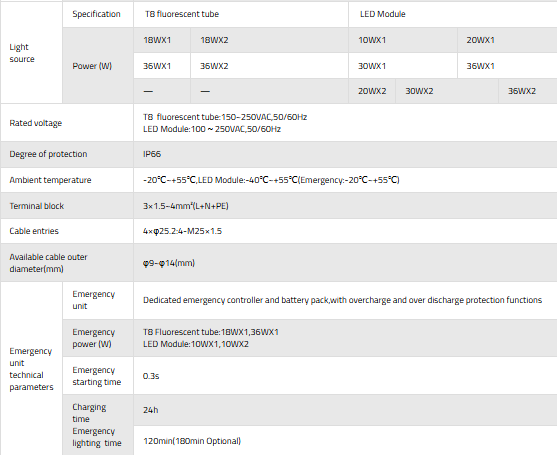 Specification T8 fluorescent tube LED Module
Light source
Power (W)
18WX1 18WX2 10WX1 20WX1
36WX1 36WX2 30WX1 36WX1
— — 20WX2 30WX2 36WX2
Rated voltage
T8 fluorescent tube:150~250VAC,50/60Hz
LED Module:100 ~ 250VAC,50/60Hz
Degree of protection IP66
Ambient temperature -20℃~+55℃,LED Module:-40℃~+55℃(Emergency:-20℃~+55℃)
Terminal block 3×1.5~4mm²(L+N+PE)
Cable entries 4×φ25.2:4-M25×1.5
Available cable outer
diameter(mm)
φ9~φ14(mm)
Emergency
unit
technical
parameters
Emergency
unit
Dedicated emergency controller and battery pack,with overcharge and over discharge protection functions
Emergency
power (W)
T8 Fluorescent tube:18WX1,36WX1
LED Module:10WX1,10WX2
Emergency
starting time
0.3s
Charging
time
24h
Emergency
lighting time
120min(180min Optional)